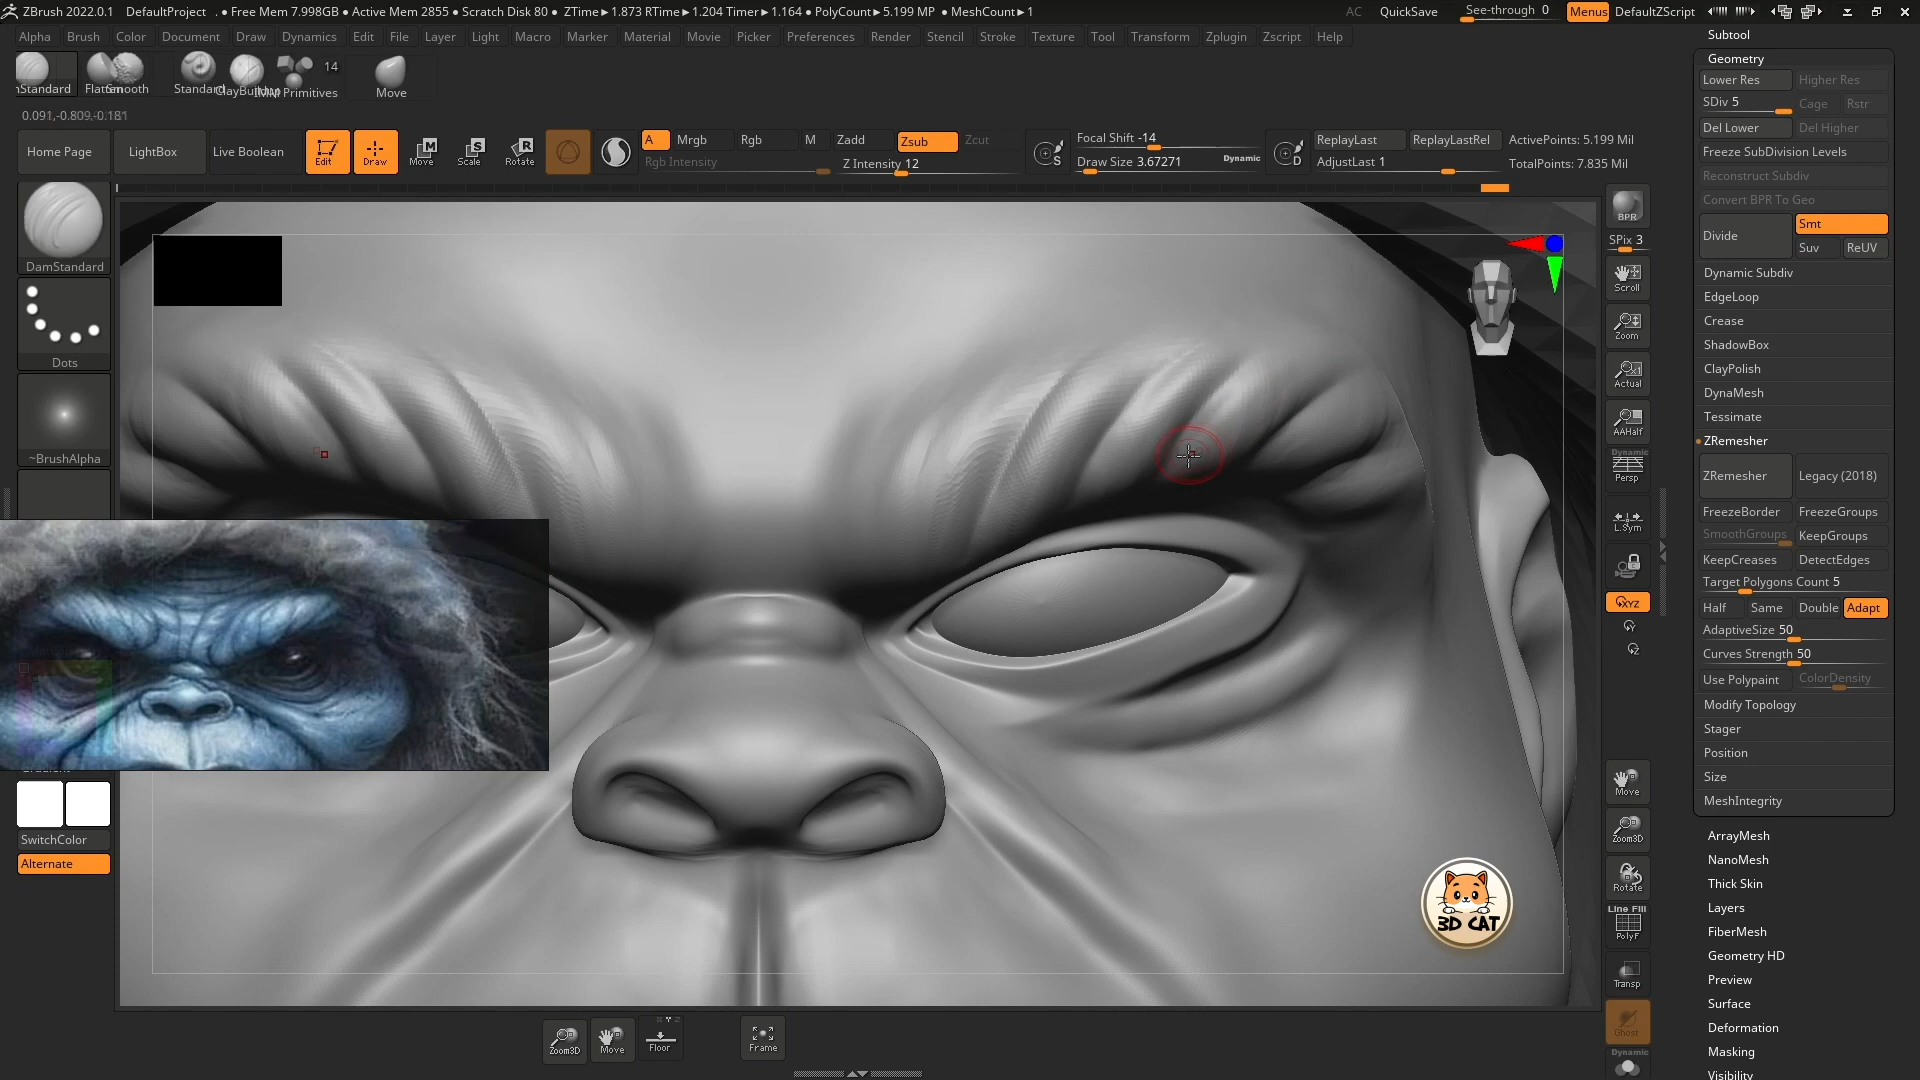 ZBrush 2022.0.1 DefaultProject . ● Free Mem 7.998GB ● Active Mem 2855 ● Scratch Disk 80 ● ZTime►1.873 RTime►1.204 Timer►1.164 ● PolyCount►5.199 MP ● MeshCount►1 AC QuickSave See-through 0 Menus DefaultZScript
Alpha Brush Color Document Draw Dynamics Edit File Layer Light Macro Marker Material Movie Picker Preferences Render Stencil Stroke Texture Tool Transform Zplugin Zscript Help
14
Standard Move
Home Page LightBox Live Boolean Edit Draw Move Scale Rotate
A Mrgb Rgb M Zadd Zsub Zcut
Rgb Intensity Z Intensity 12
Focal Shift -14
Draw Size 3.67271 Dynamic
ReplayLast ReplayLastRel ActivePoints: 5.199 Mil
AdjustLast 1 TotalPoints: 7.835 Mil
DamStandard
Dots
~BrushAlpha
SwitchColor
Alternate
3D CAT
Zoom3D Move Floor Frame
BPR
SPix 3
Scroll
Zoom
Actual
AAHalf
Dynamic
Persp
L.Sym
XYZ
Move
Zoom3D
Rotate
Line Fill
PolyF
Transp
Ghost
Dynamic
Subtool
Geometry
Lower Res Higher Res
SDiv 5 Cage Rstr
Del Lower Del Higher
Freeze SubDivision Levels
Reconstruct Subdiv
Convert BPR To Geo
Divide Smt
Suv ReUV
Dynamic Subdiv
EdgeLoop
Crease
ShadowBox
ClayPolish
DynaMesh
Tessimate
ZRemesher
ZRemesher Legacy (2018)
FreezeBorder FreezeGroups
SmoothGroups KeepGroups
KeepCreases DetectEdges
Target Polygons Count 5
Half Same Double Adapt
AdaptiveSize 50
Curves Strength 50
Use Polypaint ColorDensity
Modify Topology
Stager
Position
Size
MeshIntegrity
ArrayMesh
NanoMesh
Thick Skin
Layers
FiberMesh
Geometry HD
Preview
Surface
Deformation
Masking
Visibility